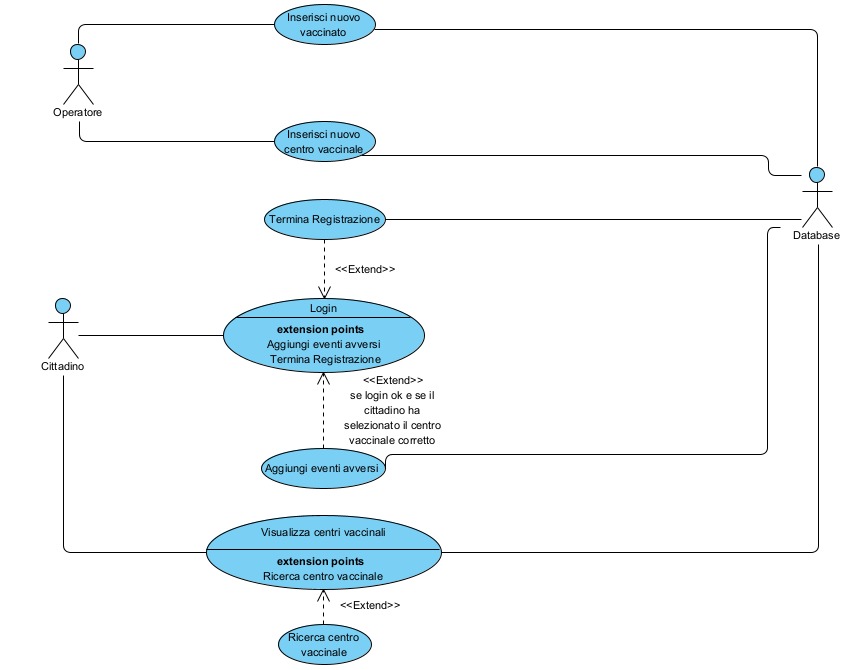 Inserisci nuovo
vaccinato
Operatore
Inserisci nuovo
centro vaccinale
Termina Registrazione
Database
<<Extend>>
Login
extension points
Aggiungi eventi avversi
Termina Registrazione
Cittadino
<<Extend>>
se login ok e se il
cittadino ha
selezionato il centro
vaccinale corretto
Aggiungi eventi avversi
Visualizza centri vaccinali
extension points
Ricerca centro vaccinale
<<Extend>>
Ricerca centro
vaccinale